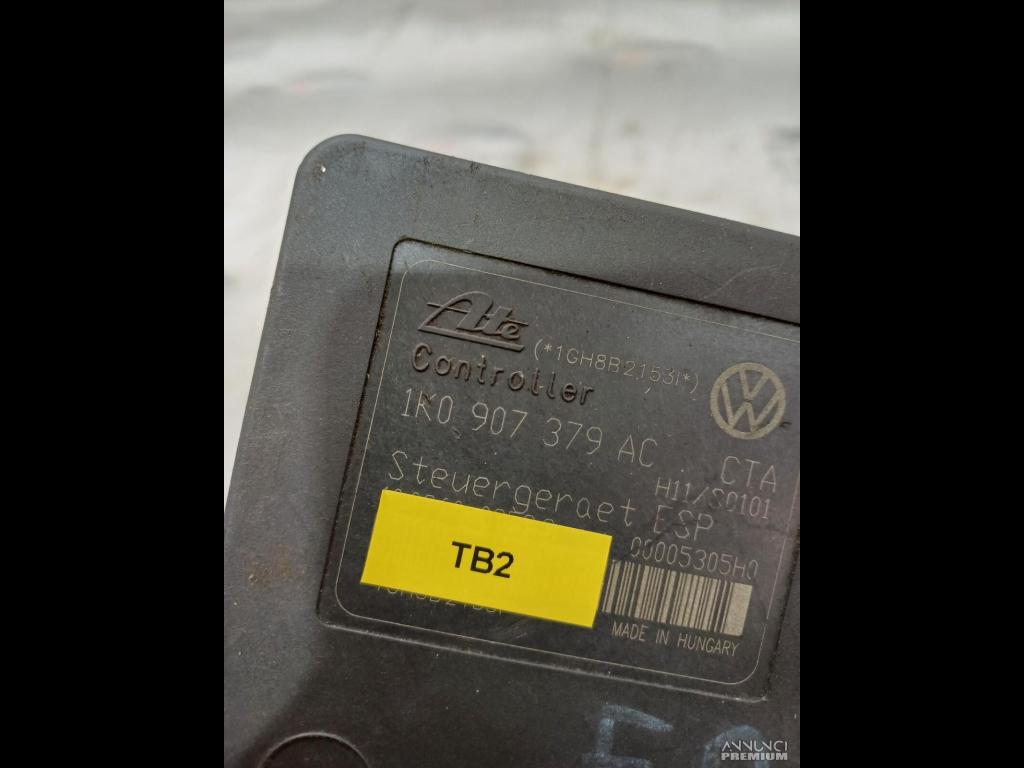 Ate
(*1GH8B2153I*)
Controller
1K0 907 379 AC CTA
H11/S0101
Steuergeraet ESP
00005305H0
TB2
MADE IN HUNGARY
ANNUNCI
PREMIUM